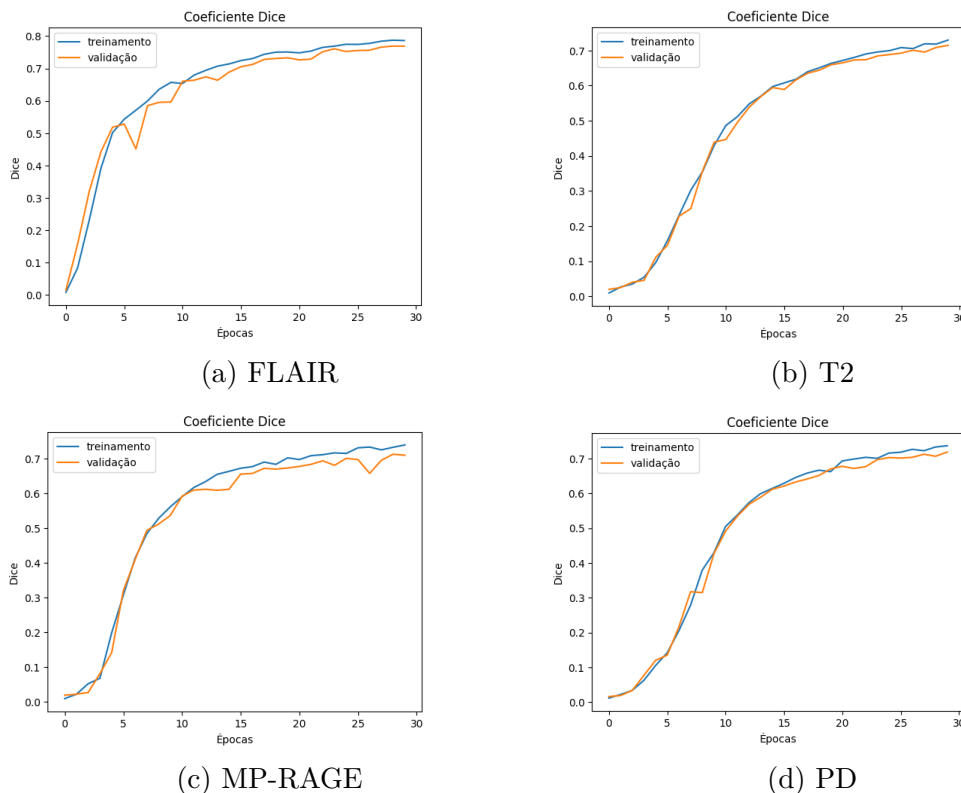 Coeficiente Dice
treinamento
validação
Dice
0.8
0.7
0.6
0.5
0.4
0.3
0.2
0.1
0.0
0 5 10 15 20 25 30
Épocas
(a) FLAIR
Coeficiente Dice
treinamento
validação
Dice
0.7
0.6
0.5
0.4
0.3
0.2
0.1
0.0
0 5 10 15 20 25 30
Épocas
(b) T2
Coeficiente Dice
treinamento
validação
Dice
0.7
0.6
0.5
0.4
0.3
0.2
0.1
0.0
0 5 10 15 20 25 30
Épocas
(c) MP-RAGE
Coeficiente Dice
treinamento
validação
Dice
0.7
0.6
0.5
0.4
0.3
0.2
0.1
0.0
0 5 10 15 20 25 30
Épocas
(d) PD